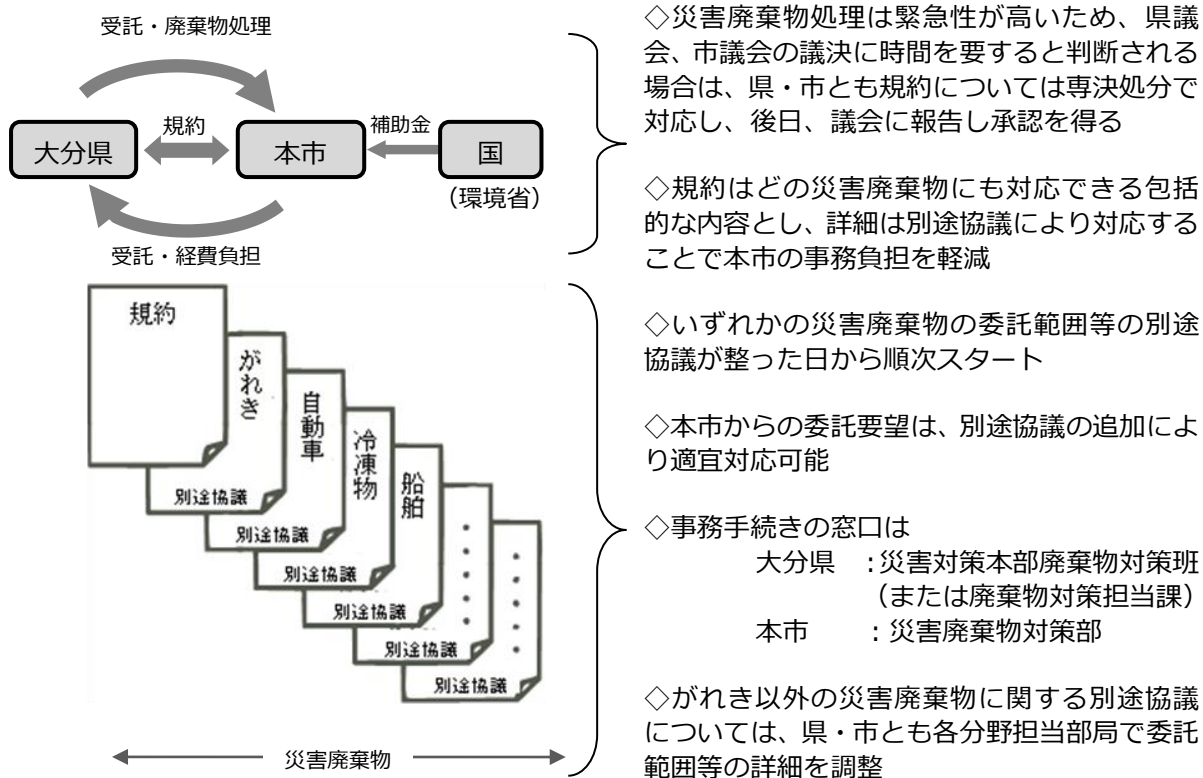 受託・廃棄物処理
規約
補助金
大分県
本市
国
(環境省)
受託・経費負担
規約
がれき
別途協議
自動車
別途協議
冷凍物
別途協議
船舶
別途協議
・・・・
別途協議
・・・・
別途協議
災害廃棄物
◇災害廃棄物処理は緊急性が高いため、県議
会、市議会の議決に時間を要すると判断される
場合は、県・市とも規約については専決処分で
対応し、後日、議会に報告し承認を得る
◇規約はどの災害廃棄物にも対応できる包括
的な内容とし、詳細は別途協議により対応する
ことで本市の事務負担を軽減
◇いずれかの災害廃棄物の委託範囲等の別途
協議が整った日から順次スタート
◇本市からの委託要望は、別途協議の追加によ
り適宜対応可能
◇事務手続きの窓口は
大分県 :災害対策本部廃棄物対策班
(または廃棄物対策担当課)
本市 :災害廃棄物対策部
◇がれき以外の災害廃棄物に関する別途協議
については、県・市とも各分野担当部局で委託
範囲等の詳細を調整